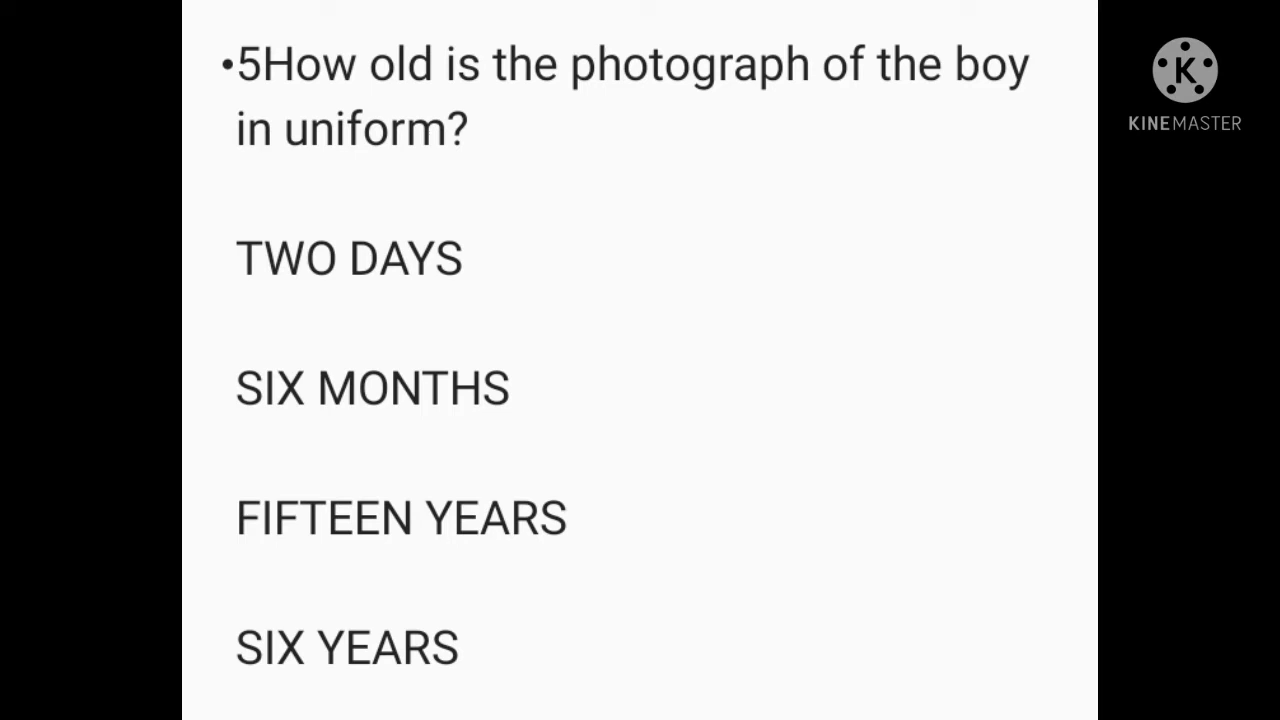 •5How old is the photograph of the boy
in uniform?
TWO DAYS
SIX MONTHS
FIFTEEN YEARS
SIX YEARS
K
KINEMASTER